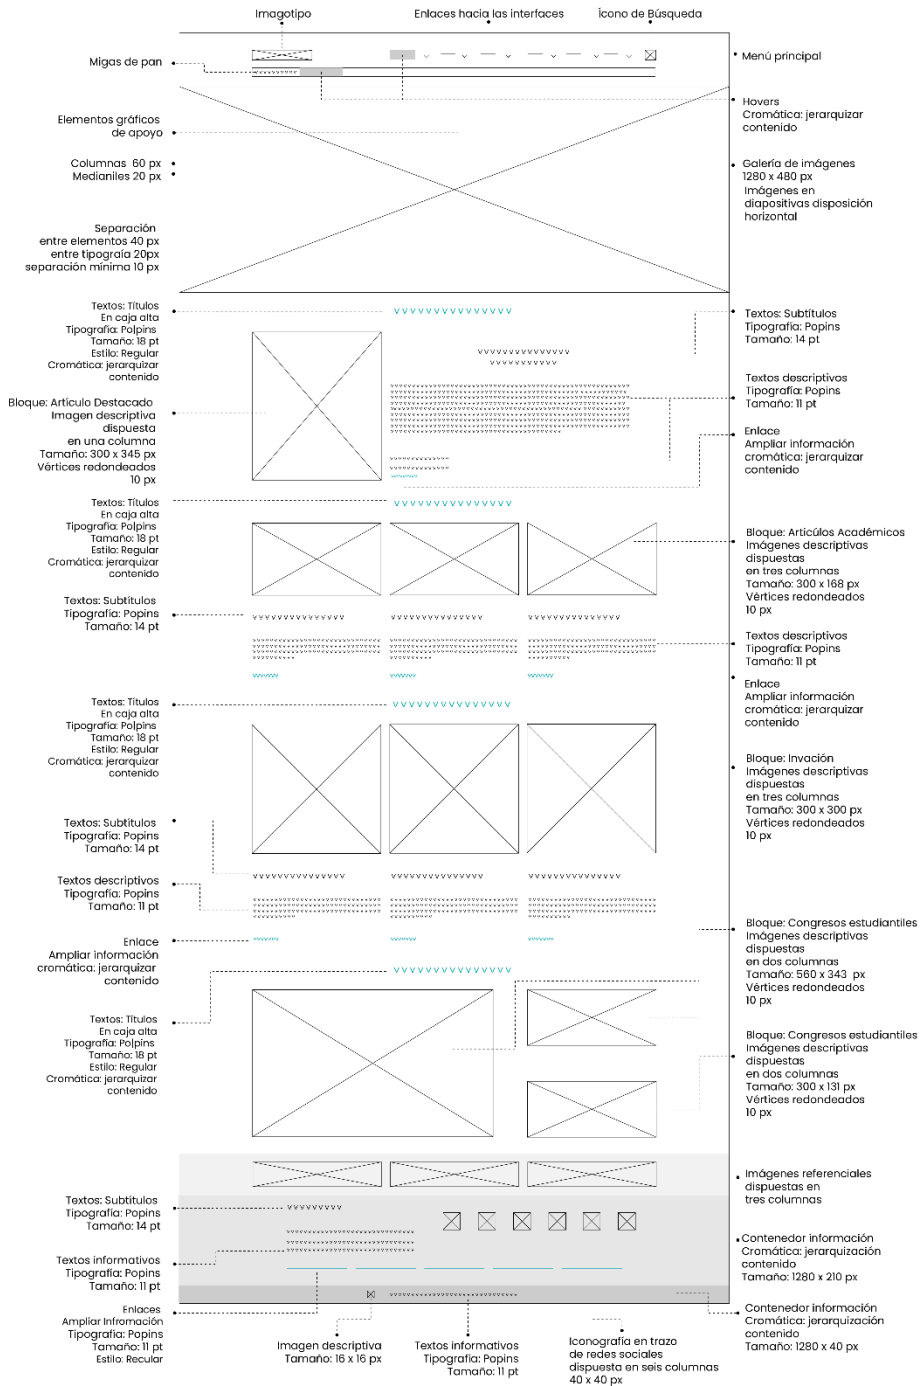 Imagotipo
Enlaces hacia las interfaces
Ícono de Búsqueda
Migas de pan
Menú principal
Hovers
Cromática: jerarquizar
contenido
Elementos gráficos
de apoyo
Columnas 60 px
Medianiles 20 px
Galería de imágenes
1280 x 480 px
Imágenes en
diapositivas disposición
horizontal
Separación
entre elementos 40 px
entre tipograía 20px
separación mínima 10 px
Textos: Títulos
En caja alta
Tipografía: Polpins
Tamaño: 18 pt
Estilo: Regular
Cromática: jerarquizar
contenido
Textos: Subtítulos
Tipografía: Popins
Tamaño: 14 pt
Textos descriptivos
Tipografía: Popins
Tamaño: 11 pt
Bloque: Artículo Destacado
Imagen descriptiva
dispuesta
en una columna
Tamaño: 300 x 345 px
Vértices redondeados
10 px
Enlace
Ampliar información
cromática: jerarquizar
contenido
Textos: Títulos
En caja alta
Tipografía: Polpins
Tamaño: 18 pt
Estilo: Regular
Cromática: jerarquizar
contenido
Bloque: Articúlos Académicos
Imágenes descriptivas
dispuestas
en tres columnas
Tamaño: 300 x 168 px
Vértices redondeados
10 px
Textos: Subtítulos
Tipografía: Popins
Tamaño: 14 pt
Textos descriptivos
Tipografía: Popins
Tamaño: 11 pt
Enlace
Ampliar información
cromática: jerarquizar
contenido
Textos: Títulos
En caja alta
Tipografía: Polpins
Tamaño: 18 pt
Estilo: Regular
Cromática: jerarquizar
contenido
Bloque: Invación
Imágenes descriptivas
dispuestas
en tres columnas
Tamaño: 300 x 300 px
Vértices redondeados
10 px
Textos: Subtítulos
Tipografía: Popins
Tamaño: 14 pt
Textos descriptivos
Tipografía: Popins
Tamaño: 11 pt
Enlace
Ampliar información
cromática: jerarquizar
contenido
Bloque: Congresos estudiantiles
Imágenes descriptivas
dispuestas
en dos columnas
Tamaño: 560 x 343 px
Vértices redondeados
10 px
Textos: Títulos
En caja alta
Tipografía: Polpins
Tamaño: 18 pt
Estilo: Regular
Cromática: jerarquizar
contenido
Bloque: Congresos estudiantiles
Imágenes descriptivas
dispuestas
en dos columnas
Tamaño: 300 x 131 px
Vértices redondeados
10 px
Imágenes referenciales
dispuestas en
tres columnas
Textos: Subtítulos
Tipografía: Popins
Tamaño: 14 pt
Contenedor información
Cromática: jerarquización
contenido
Tamaño: 1280 x 210 px
Textos informativos
Tipografía: Popins
Tamaño: 11 pt
Enlaces
Ampliar Infromación
Tipografía: Popins
Tamaño: 11 pt
Estilo: Recular
Contenedor información
Cromática: jerarquización
contenido
Tamaño: 1280 x 40 px
Imagen descriptiva
Tamaño: 16 x 16 px
Textos informativos
Tipografía: Popins
Tamaño: 11 pt
Iconografía en trazo
de redes sociales
dispuesta en seis columnas
40 x 40 px